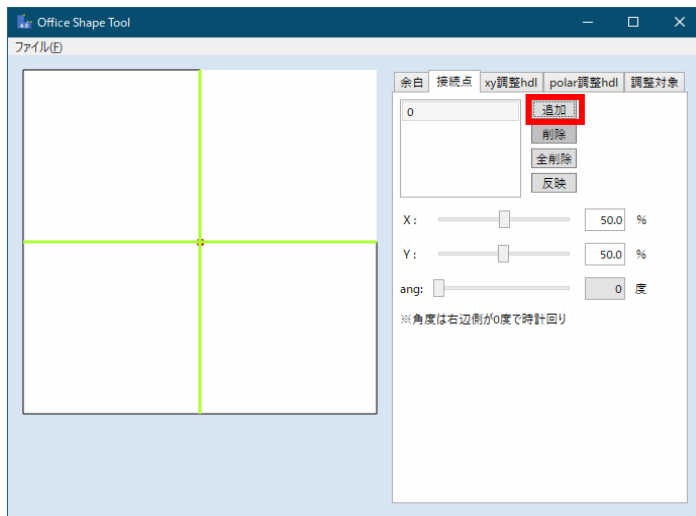 Office Shape Tool
ファイル(F)
余白 接続点 xy調整hdl polar調整hdl 調整対象
0 追加
削除
全削除
反映
X: 50.0 %
Y: 50.0 %
ang: 0 度
※角度は右辺側が0度で時計回り